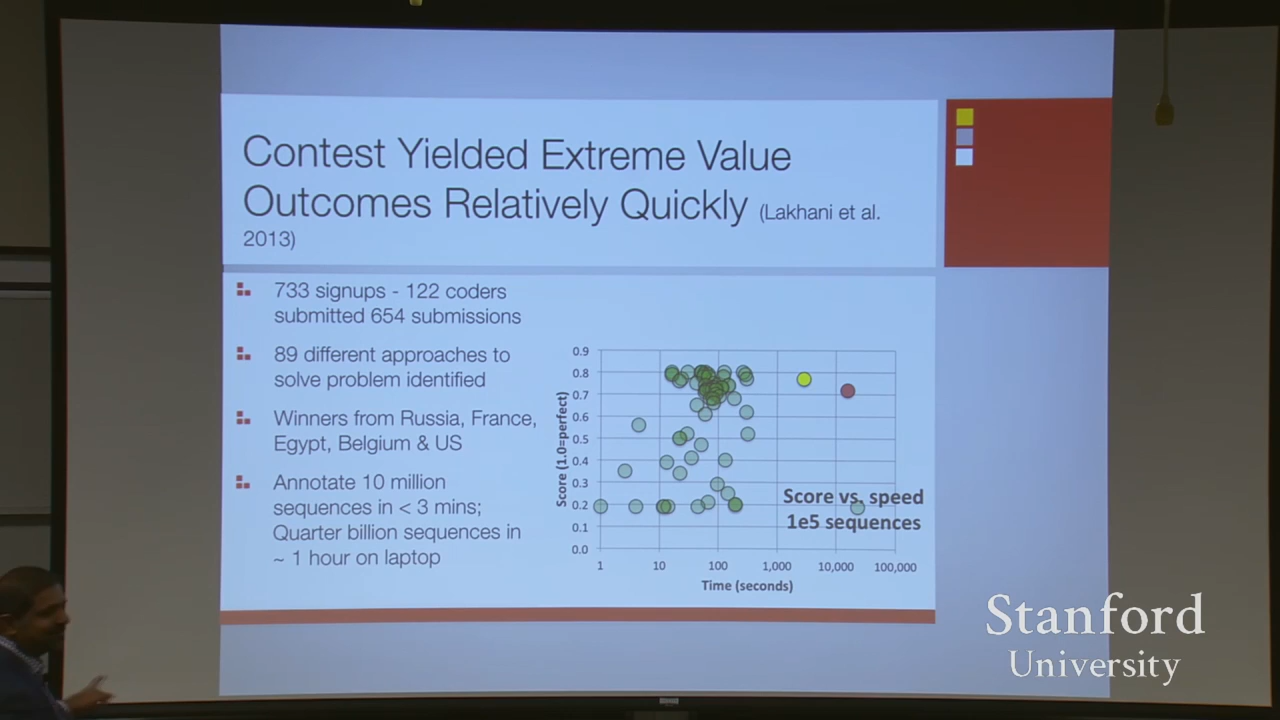 Contest Yielded Extreme Value
Outcomes Relatively Quickly (Lakhani et al.
2013)
733 signups - 122 coders
submitted 654 submissions
89 different approaches to
solve problem identified
Winners from Russia, France,
Egypt, Belgium & US
Annotate 10 million
sequences in < 3 mins;
Quarter billion sequences in
~ 1 hour on laptop
Score (1.0=perfect)
0.9
0.8
0.7
0.6
0.5
0.4
0.3
0.2
0.1
0.0
Score vs. speed
1e5 sequences
1 10 100 1,000 10,000 100,000
Time (seconds)
Stanford
University